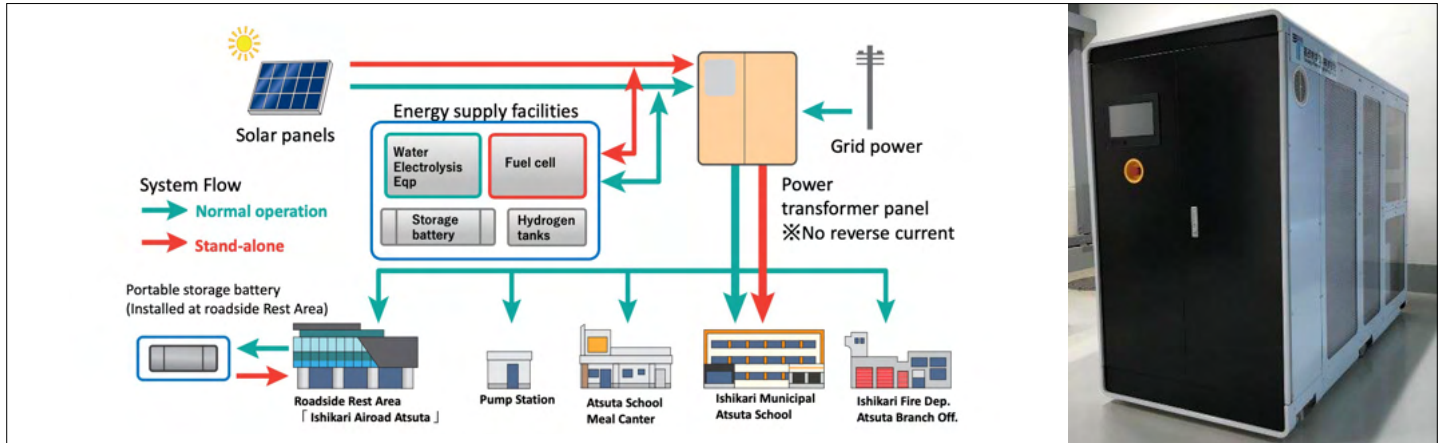 Solar panels
Energy supply facilities
Water
Electrolysis
Eqp
Fuel cell
Storage
battery
Hydrogen
tanks
Grid power
Power
transformer panel
※No reverse current
System Flow
Normal operation
Stand-alone
Portable storage battery
(Installed at roadside Rest Area)
Roadside Rest Area
「 Ishikari Airoad Atsuta 」
Pump Station
Atsuta School
Meal Canter
Ishikari Municipal
Atsuta School
Ishikari Fire Dep.
Atsuta Branch Off.